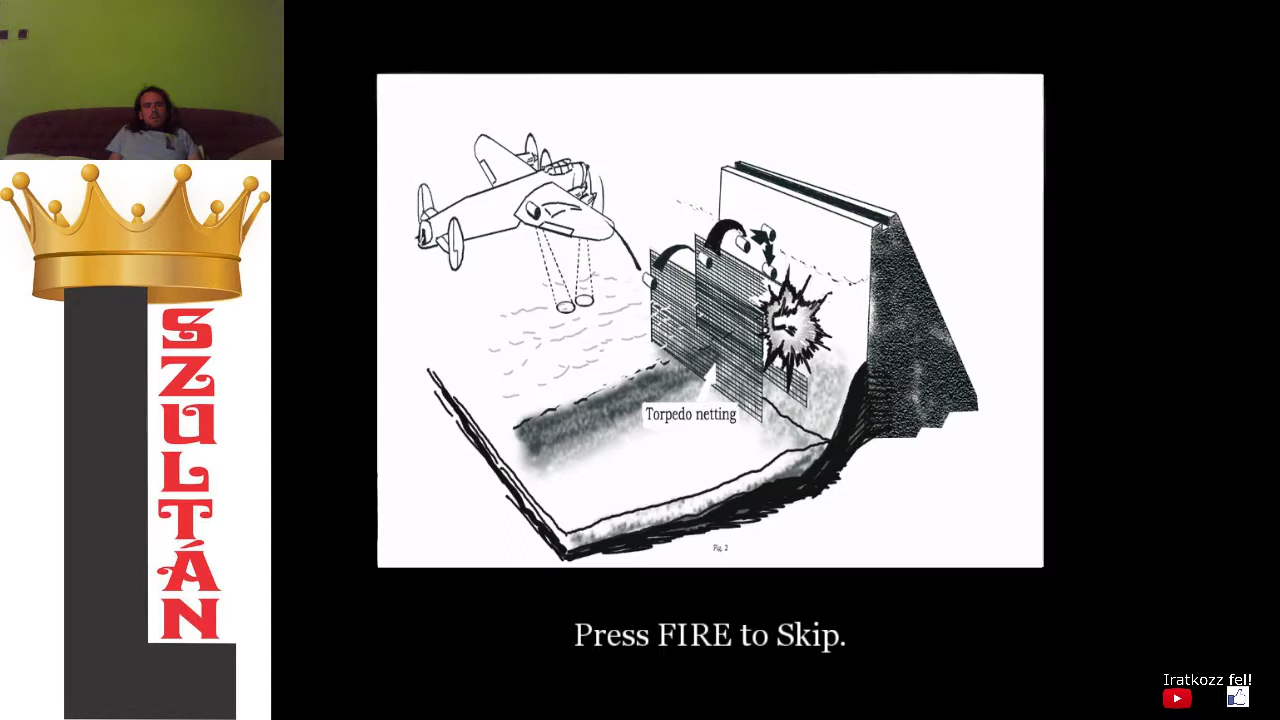 L
SZULTÁN
Torpedo netting
Fig. 2
Press FIRE to Skip.
Iratkozz fel!